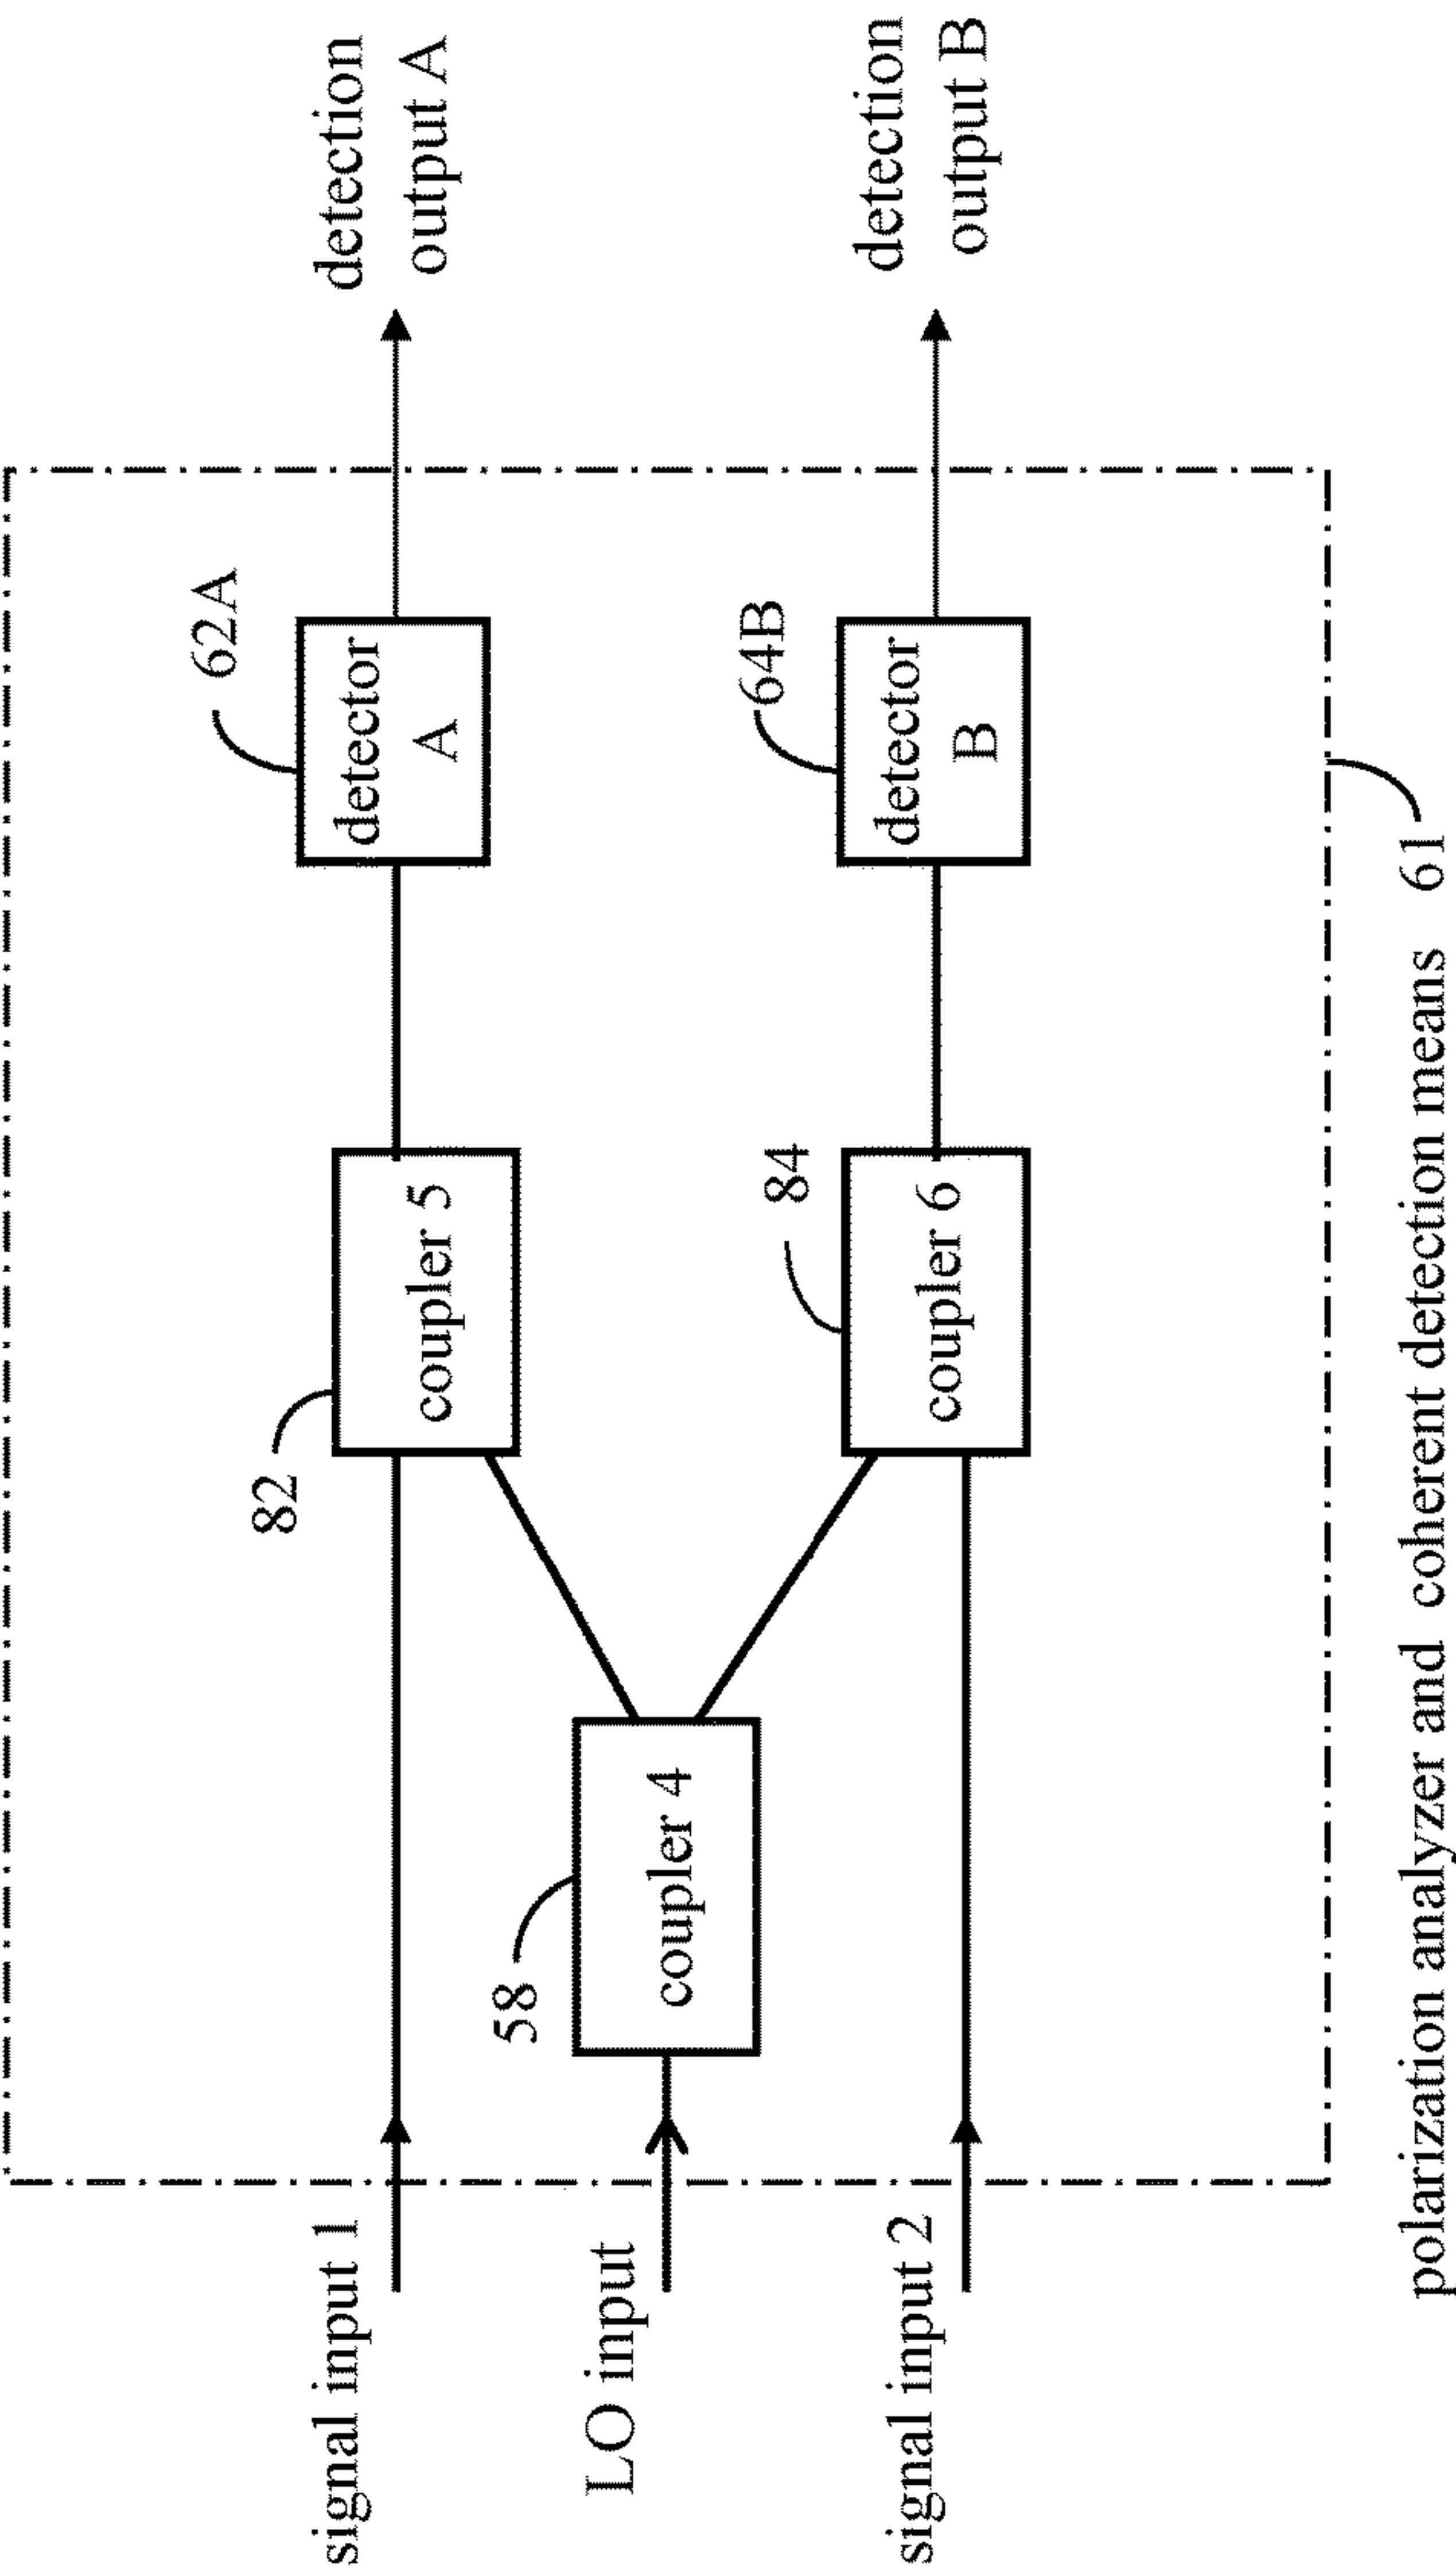 signal input 1
LO input
signal input 2
58
coupler 4
82
coupler 5
84
coupler 6
62A
detector
A
64B
detector
B
detection
output A
detection
output B
polarization analyzer and coherent detection means 61